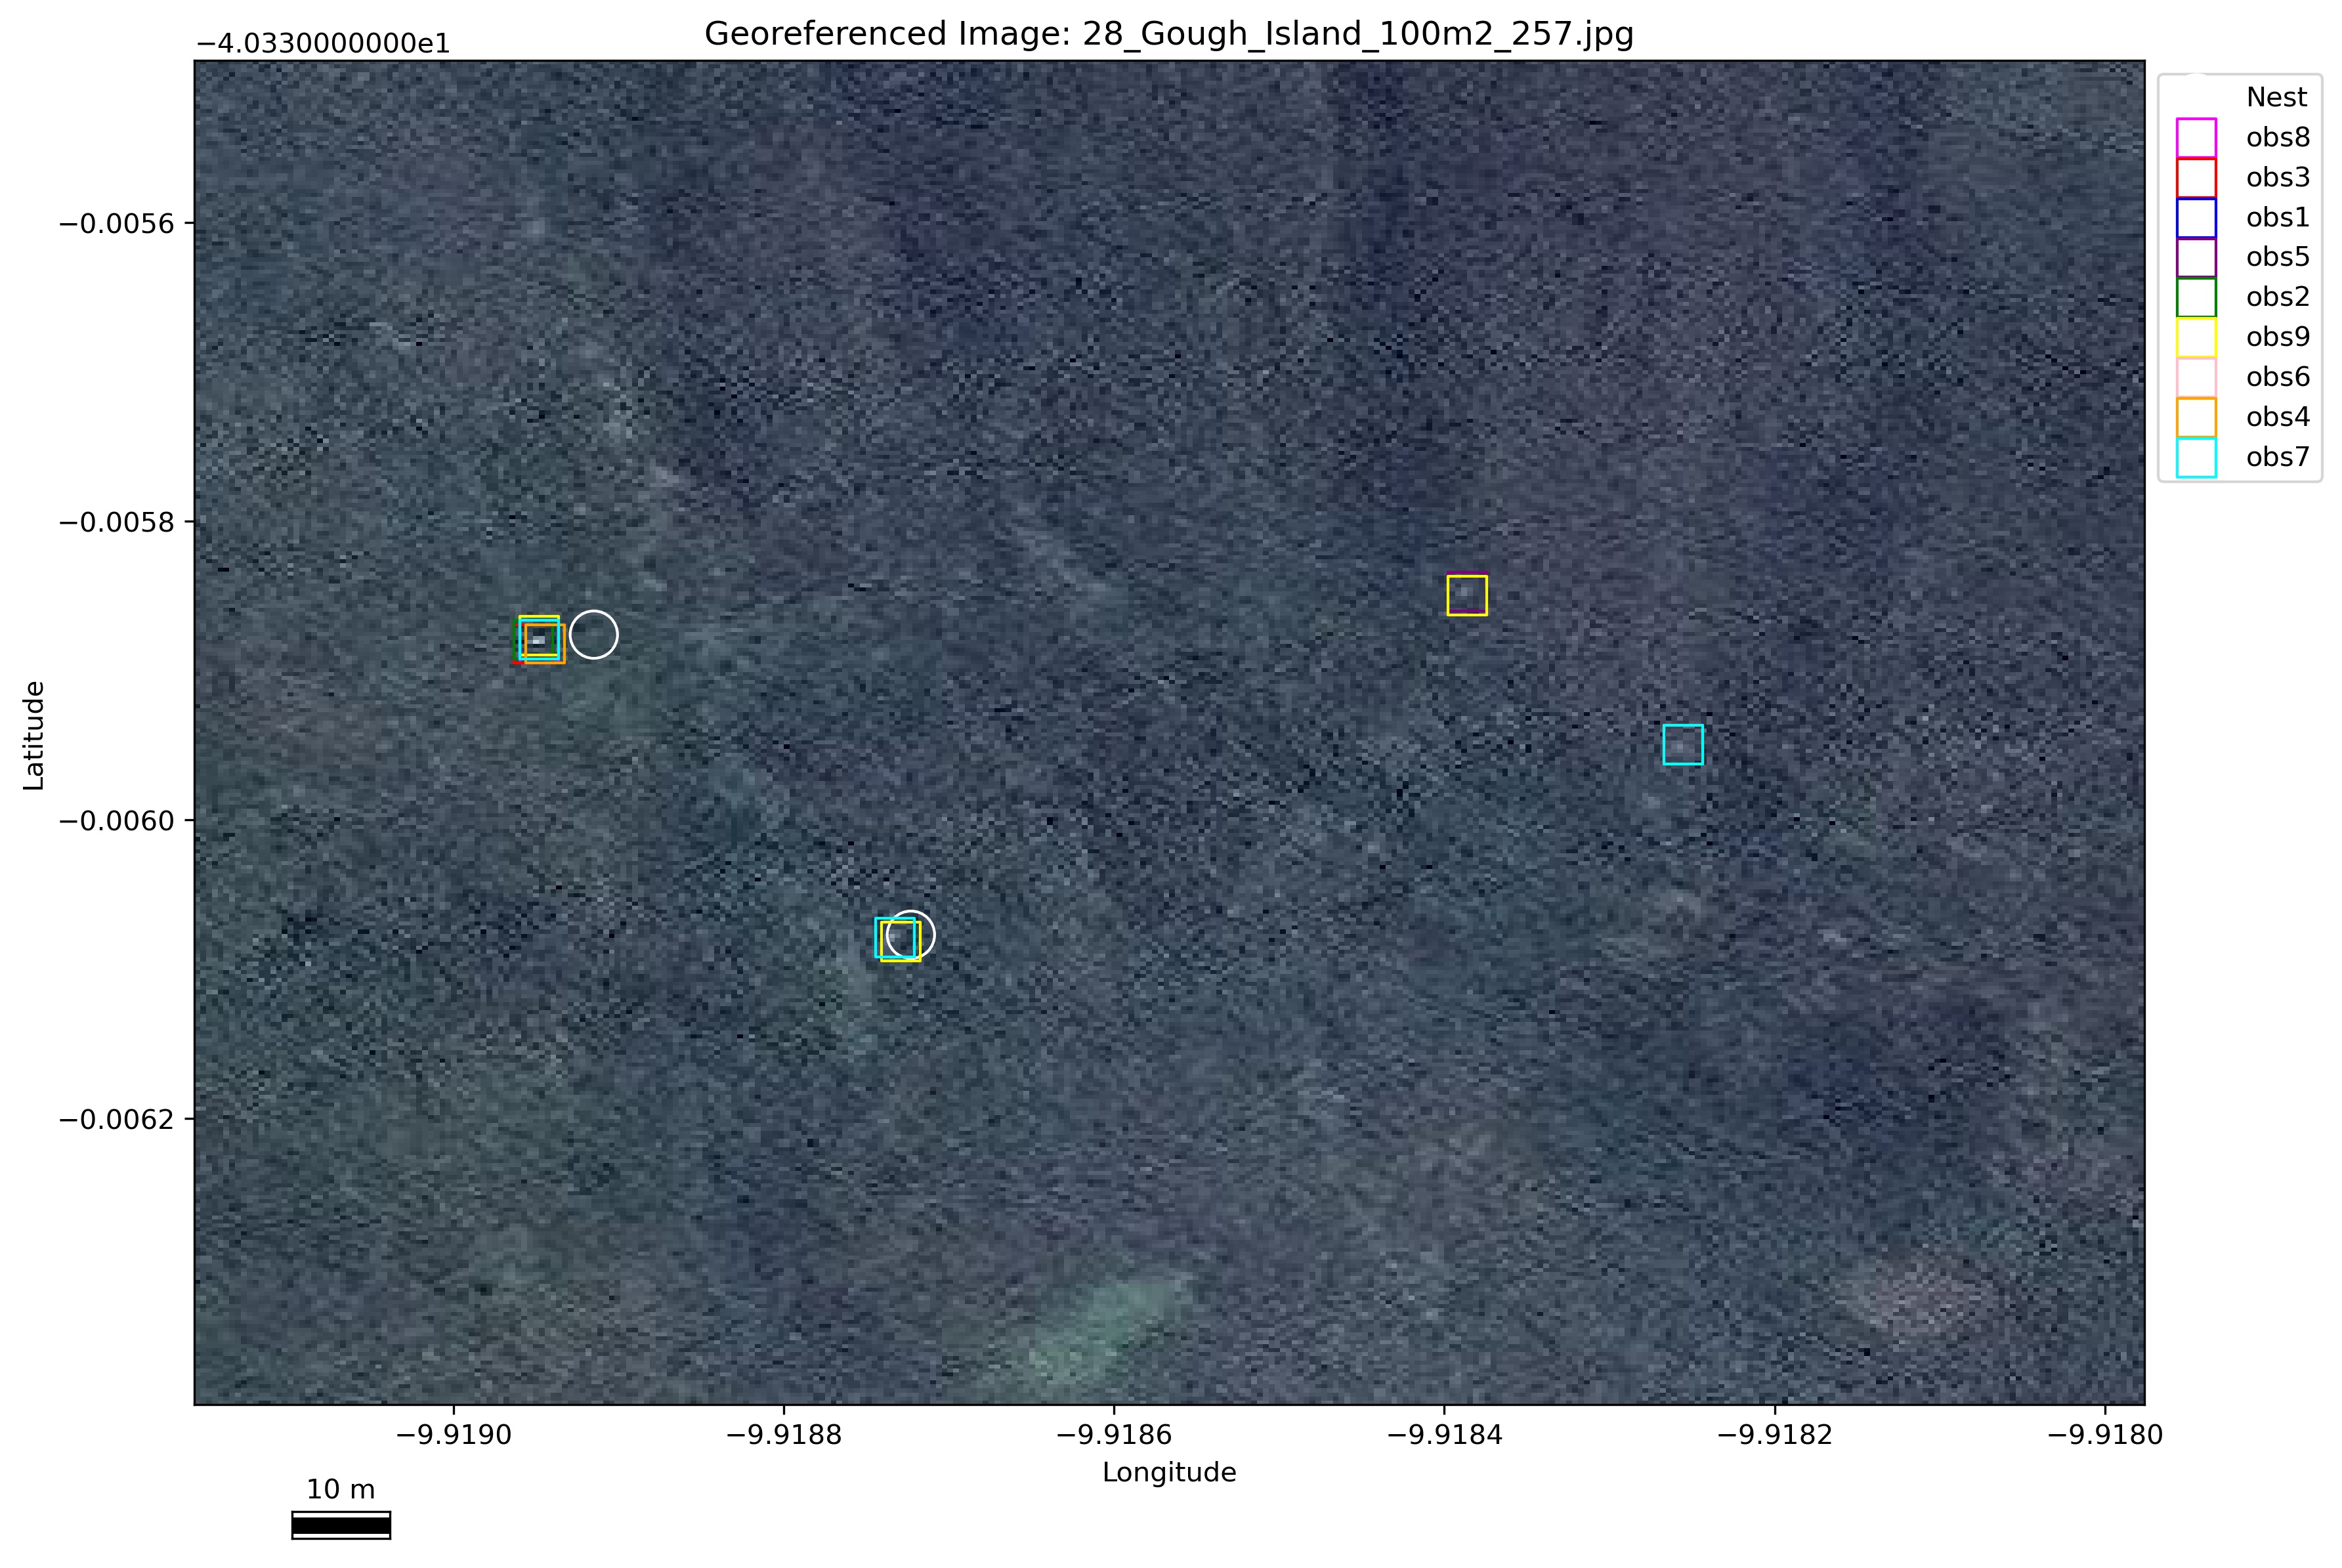 Georeferenced Image: 28_Gough_Island_100m2_257.jpg
−4.0330000000e1
Nest
obs8
obs3
obs1
obs5
obs2
obs9
obs6
obs4
obs7
−0.0056
−0.0058
−0.0060
−0.0062
Latitude
−9.9190
−9.9188
−9.9186
−9.9184
−9.9182
−9.9180
Longitude
10 m